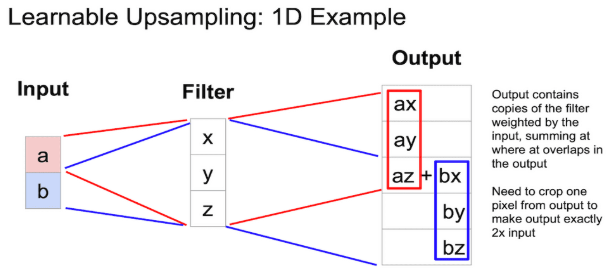 Learnable Upsampling: 1D Example
Input
Filter
Output
a
b
x
y
z
ax
ay
az + bx
by
bz
Output contains
copies of the filter
weighted by the
input, summing at
where at overlaps in
the output
Need to crop one
pixel from output to
make output exactly
2x input